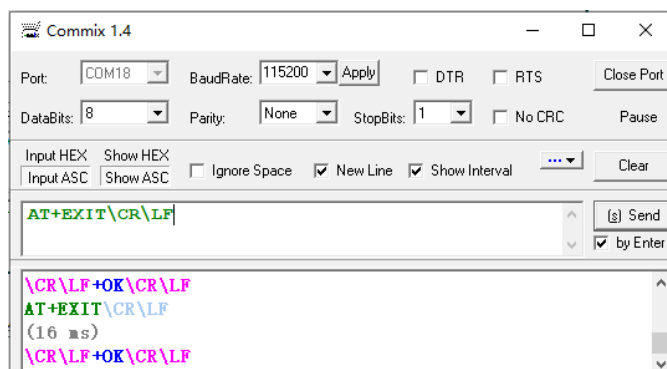 Commix 1.4
Port: COM18 BaudRate: 115200 Apply DTR RTS Close Port
DataBits: 8 Parity: None StopBits: 1 No CRC Pause
Input HEX Show HEX
Input ASC Show ASC Ignore Space New Line Show Interval ... Clear
AT+EXIT\CR\LF
(s) Send
by Enter
\CR\LF+OK\CR\LF
AT+EXIT\CR\LF
(16 ms)
\CR\LF+OK\CR\LF